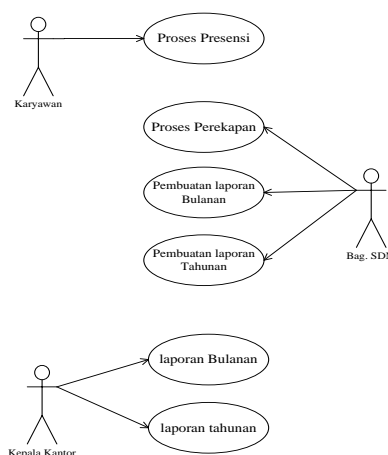 Proses Presensi
Karyawan
Proses Perekapan
Pembuatan laporan
Bulanan
Pembuatan laporan
Tahunan
Bag. SDM
laporan Bulanan
laporan tahunan
Kepala Kantor